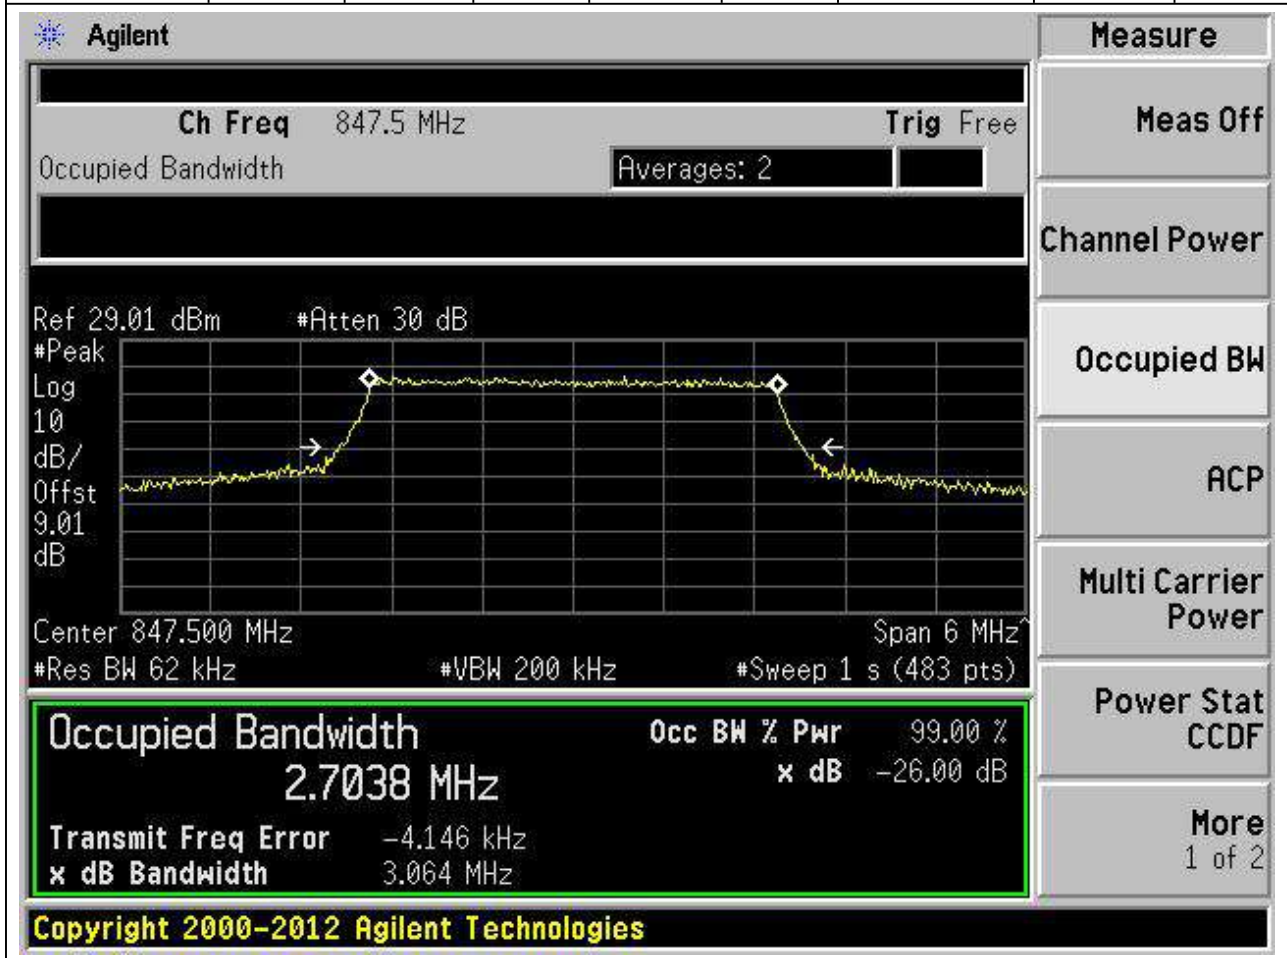 Agilent
Measure
Ch Freq 847.5 MHz Trig Free
Meas Off
Occupied Bandwidth Averages: 2
Channel Power
Ref 29.01 dBm #Atten 30 dB
#Peak
Log
10
dB/
Offst
9.01
dB
Occupied BW
ACP
Multi Carrier
Power
Center 847.500 MHz Span 6 MHz^
#Res BW 62 kHz #VBW 200 kHz #Sweep 1 s (483 pts)
Power Stat
CCDF
Occupied Bandwidth Occ BW % Pwr 99.00 %
2.7038 MHz x dB -26.00 dB
Transmit Freq Error -4.146 kHz
x dB Bandwidth 3.064 MHz
More
1 of 2
Copyright 2000-2012 Agilent Technologies